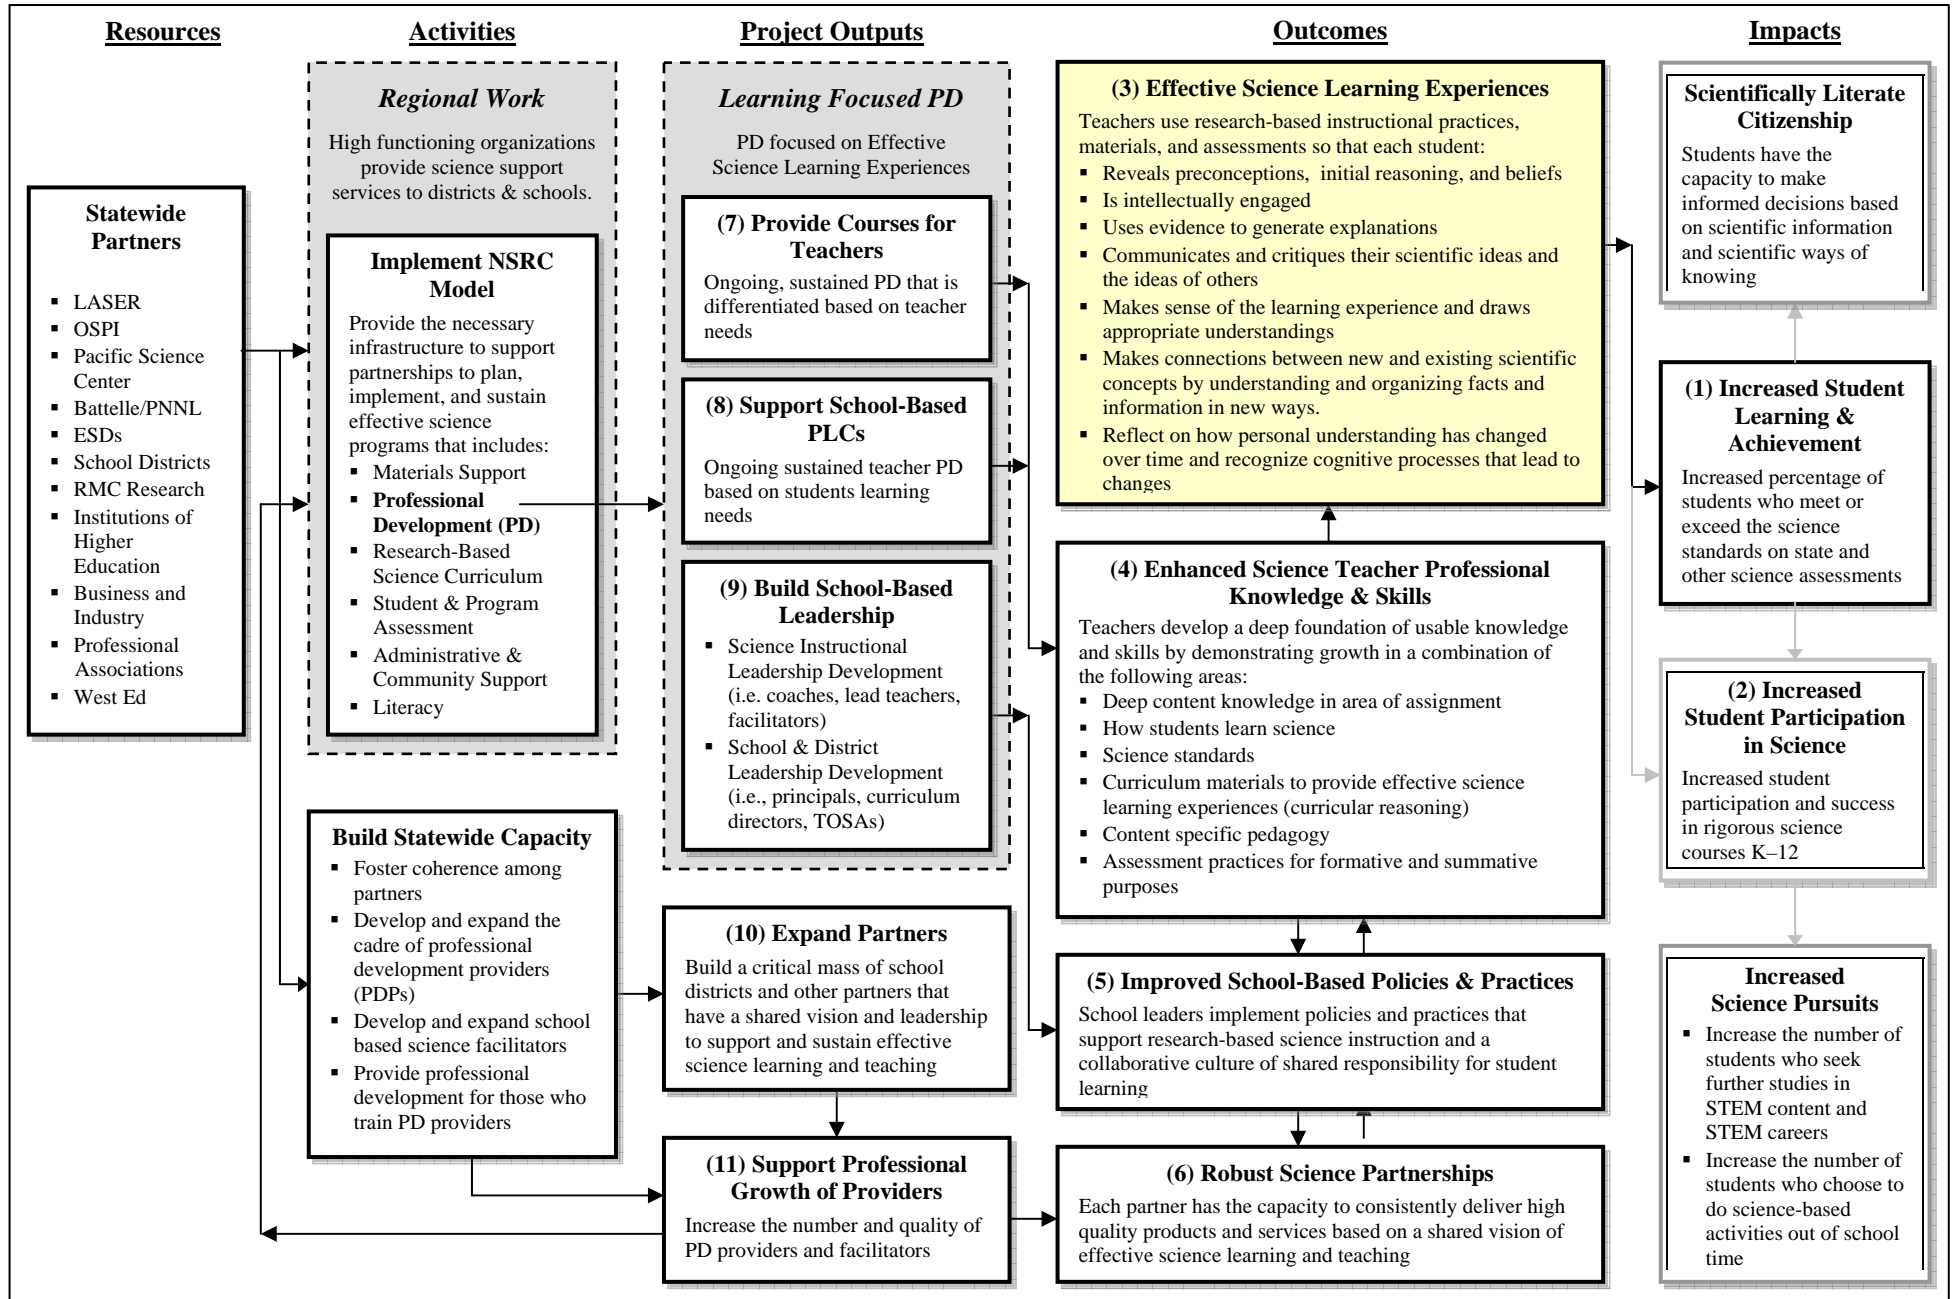 Resources
Activities
Project Outputs
Outcomes
Impacts
Statewide
Partners
▪ LASER
▪ OSPI
▪ Pacific Science
Center
▪ Battelle/PNNL
▪ ESDs
▪ School Districts
▪ RMC Research
▪ Institutions of
Higher
Education
▪ Business and
Industry
▪ Professional
Associations
▪ West Ed
Regional Work
High functioning organizations
provide science support
services to districts & schools.
Implement NSRC
Model
Provide the necessary
infrastructure to support
partnerships to plan,
implement, and sustain
effective science
programs that includes:
▪ Materials Support
▪ Professional
Development (PD)
▪ Research-Based
Science Curriculum
▪ Student & Program
Assessment
▪ Administrative &
Community Support
▪ Literacy
Build Statewide Capacity
▪ Foster coherence among
partners
▪ Develop and expand the
cadre of professional
development providers
(PDPs)
▪ Develop and expand school
based science facilitators
▪ Provide professional
development for those who
train PD providers
Learning Focused PD
PD focused on Effective
Science Learning Experiences
(7) Provide Courses for
Teachers
Ongoing, sustained PD that is
differentiated based on teacher
needs
(8) Support School-Based
PLCs
Ongoing sustained teacher PD
based on students learning
needs
(9) Build School-Based
Leadership
▪ Science Instructional
Leadership Development
(i.e. coaches, lead teachers,
facilitators)
▪ School & District
Leadership Development
(i.e., principals, curriculum
directors, TOSAs)
(10) Expand Partners
Build a critical mass of school
districts and other partners that
have a shared vision and leadership
to support and sustain effective
science learning and teaching
(11) Support Professional
Growth of Providers
Increase the number and quality of
PD providers and facilitators
(3) Effective Science Learning Experiences
Teachers use research-based instructional practices,
materials, and assessments so that each student:
▪ Reveals preconceptions, initial reasoning, and beliefs
▪ Is intellectually engaged
▪ Uses evidence to generate explanations
▪ Communicates and critiques their scientific ideas and
the ideas of others
▪ Makes sense of the learning experience and draws
appropriate understandings
▪ Makes connections between new and existing scientific
concepts by understanding and organizing facts and
information in new ways.
▪ Reflect on how personal understanding has changed
over time and recognize cognitive processes that lead to
changes
(4) Enhanced Science Teacher Professional
Knowledge & Skills
Teachers develop a deep foundation of usable knowledge
and skills by demonstrating growth in a combination of
the following areas:
▪ Deep content knowledge in area of assignment
▪ How students learn science
▪ Science standards
▪ Curriculum materials to provide effective science
learning experiences (curricular reasoning)
▪ Content specific pedagogy
▪ Assessment practices for formative and summative
purposes
(5) Improved School-Based Policies & Practices
School leaders implement policies and practices that
support research-based science instruction and a
collaborative culture of shared responsibility for student
learning
(6) Robust Science Partnerships
Each partner has the capacity to consistently deliver high
quality products and services based on a shared vision of
effective science learning and teaching
Scientifically Literate
Citizenship
Students have the
capacity to make
informed decisions based
on scientific information
and scientific ways of
knowing
(1) Increased Student
Learning &
Achievement
Increased percentage of
students who meet or
exceed the science
standards on state and
other science assessments
(2) Increased
Student Participation
in Science
Increased student
participation and success
in rigorous science
courses K–12
Increased
Science Pursuits
▪ Increase the number of
students who seek
further studies in
STEM content and
STEM careers
▪ Increase the number of
students who choose to
do science-based
activities out of school
time